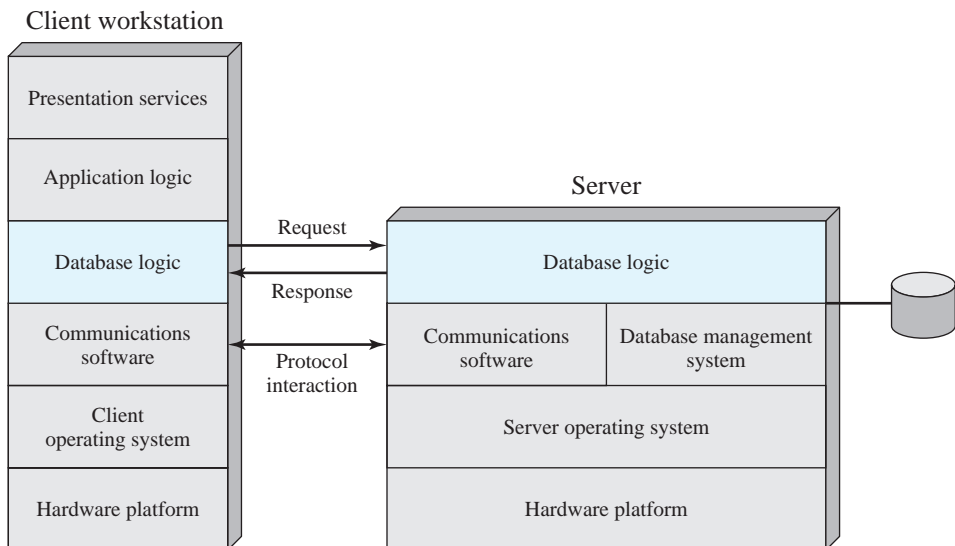 Client workstation
Presentation services
Application logic
Database logic
Communications
software
Client
operating system
Hardware platform
Request
Response
Protocol
interaction
Server
Database logic
Communications
software
Database management
system
Server operating system
Hardware platform